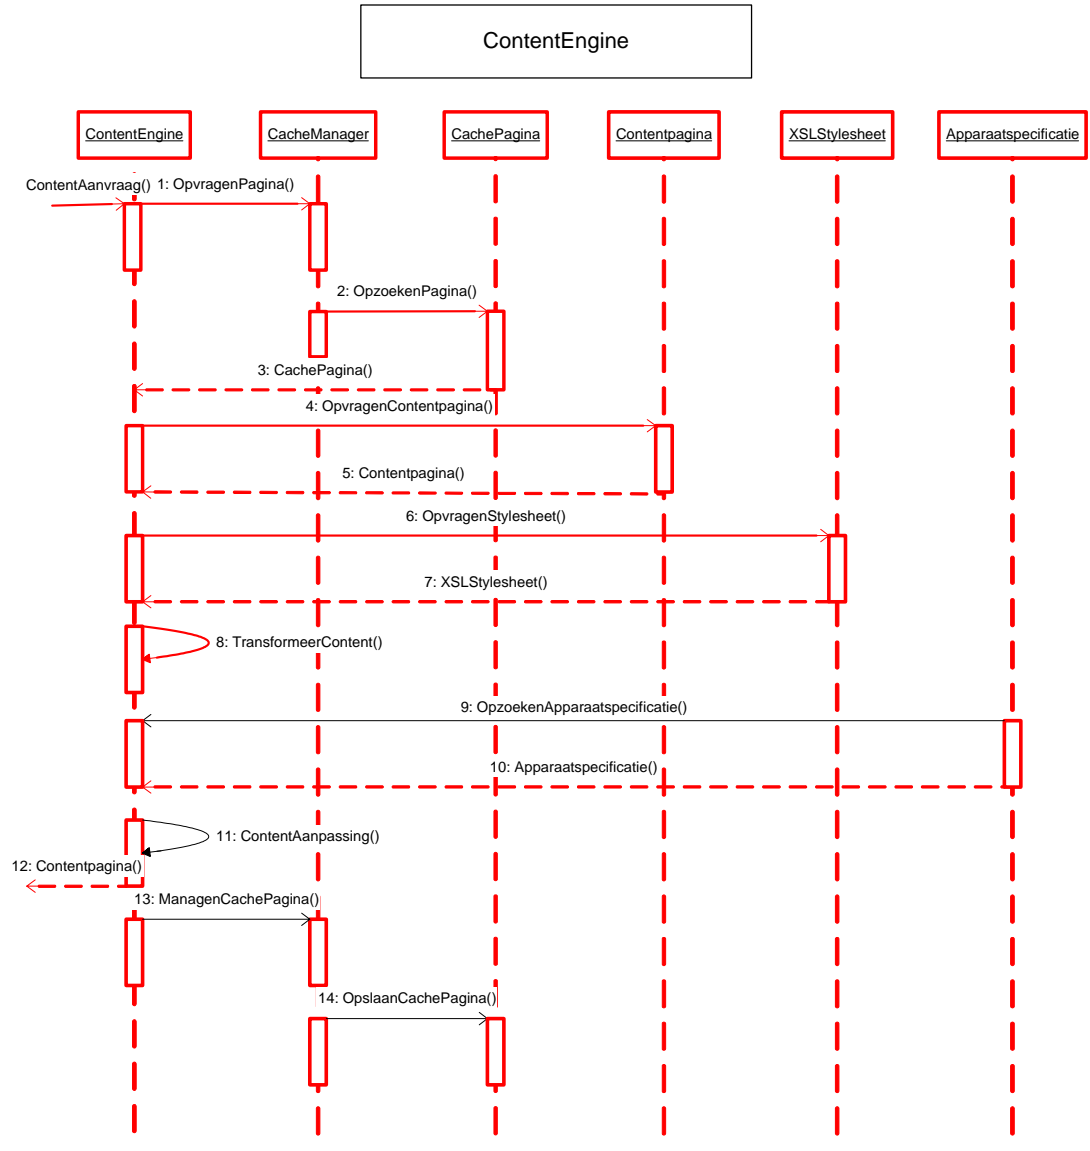 ContentEngine
ContentEngine
CacheManager
CachePagina
Contentpagina
XSLStylesheet
Apparaatspecificatie
ContentAanvraag()
1: OpvragenPagina()
2: OpzoekenPagina()
3: CachePagina()
4: OpvragenContentpagina()
5: Contentpagina()
6: OpvragenStylesheet()
7: XSLStylesheet()
8: TransformeerContent()
9: OpzoekenApparaatspecificatie()
10: Apparaatspecificatie()
11: ContentAanpassing()
12: Contentpagina()
13: ManagenCachePagina()
14: OpslaanCachePagina()